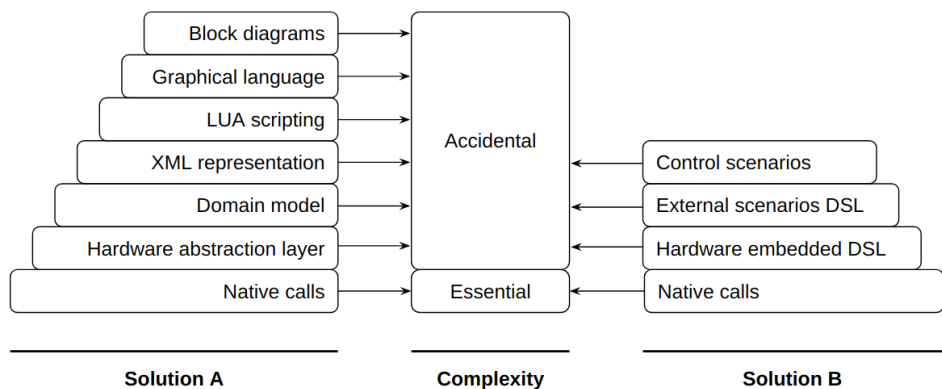 Block diagrams
Graphical language
LUA scripting
XML representation
Domain model
Hardware abstraction layer
Native calls
Solution A
Accidental
Essential
Complexity
Control scenarios
External scenarios DSL
Hardware embedded DSL
Native calls
Solution B